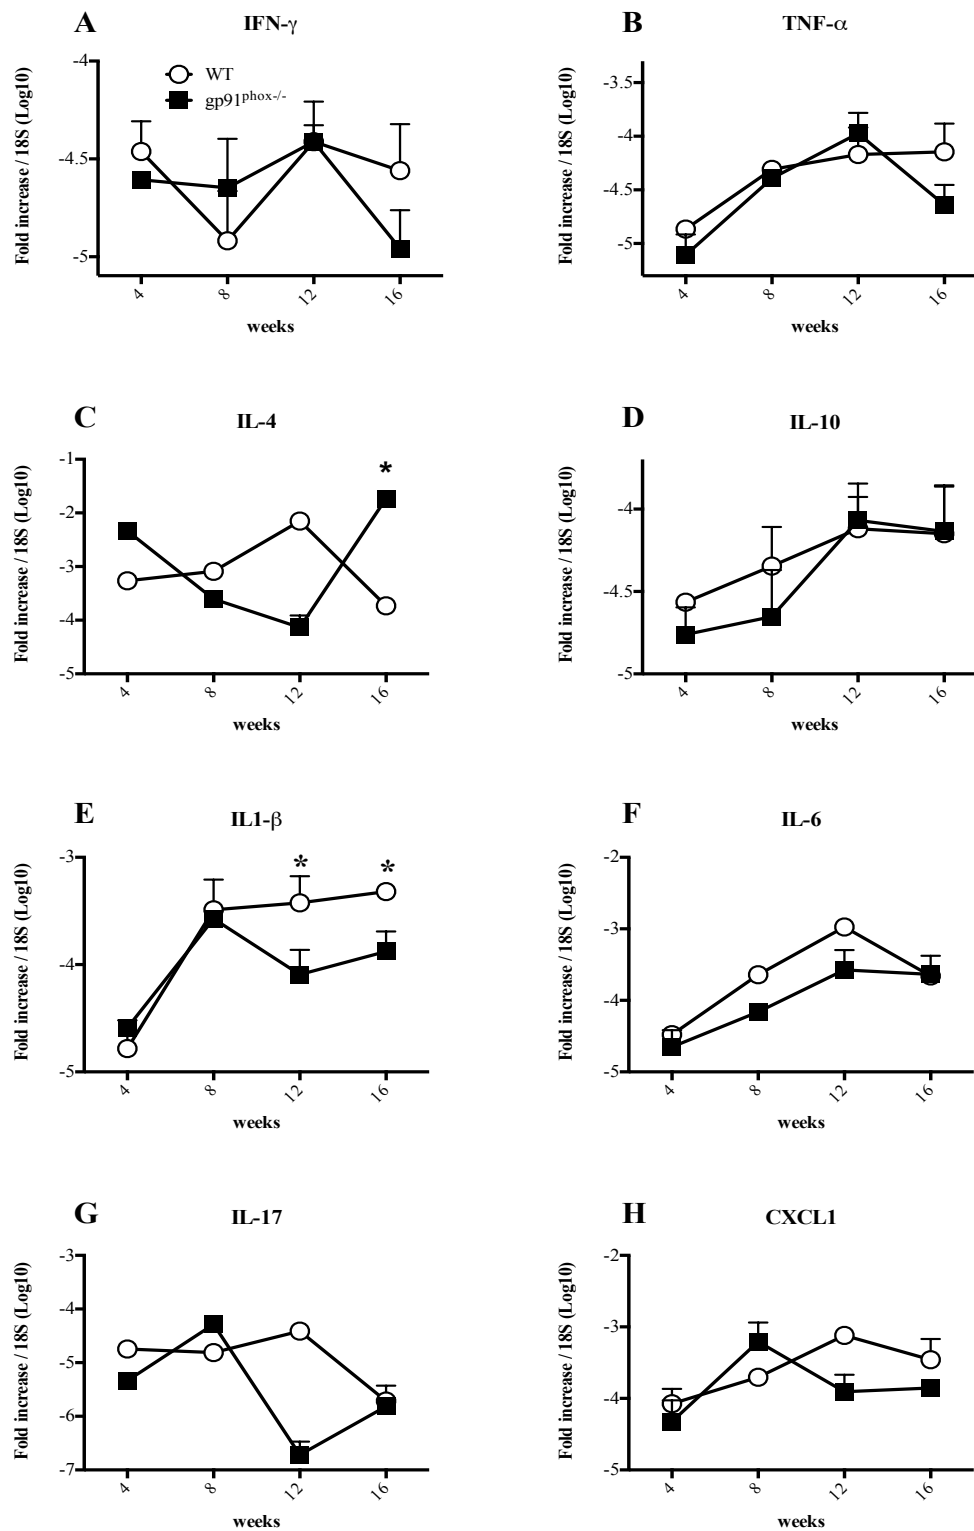 A IFN-γ
Fold increase / 18S (Log10)
-4
-4.5
-5
WT
gp91phox-/-
4 8 12 16
weeks
B TNF-α
Fold increase / 18S (Log10)
-3.5
-4
-4.5
-5
4 8 12 16
weeks
C IL-4
Fold increase / 18S (Log10)
-1
-2
-3
-4
-5
*
4 8 12 16
weeks
D IL-10
Fold increase / 18S (Log10)
-4
-4.5
-5
4 8 12 16
weeks
E IL1-β
Fold increase / 18S (Log10)
-3
-4
-5
* *
4 8 12 16
weeks
F IL-6
Fold increase / 18S (Log10)
-2
-3
-4
-5
4 8 12 16
weeks
G IL-17
Fold increase / 18S (Log10)
-3
-4
-5
-6
-7
4 8 12 16
weeks
H CXCL1
Fold increase / 18S (Log10)
-2
-3
-4
-5
4 8 12 16
weeks